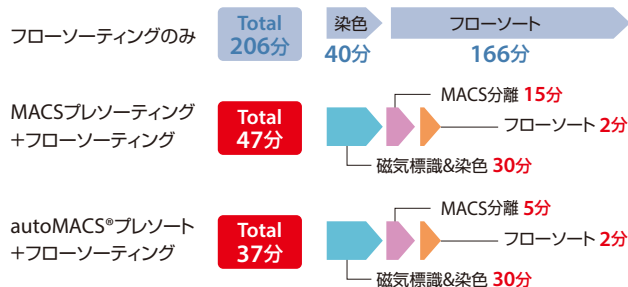 フローソーティングのみ
Total
206分
染色
フローソート
40分
166分
MACSプレソーティング
+フローソーティング
Total
47分
MACS分離 15分
フローソート 2分
磁気標識&染色 30分
autoMACS®プレソート
+フローソーティング
Total
37分
MACS分離 5分
フローソート 2分
磁気標識&染色 30分